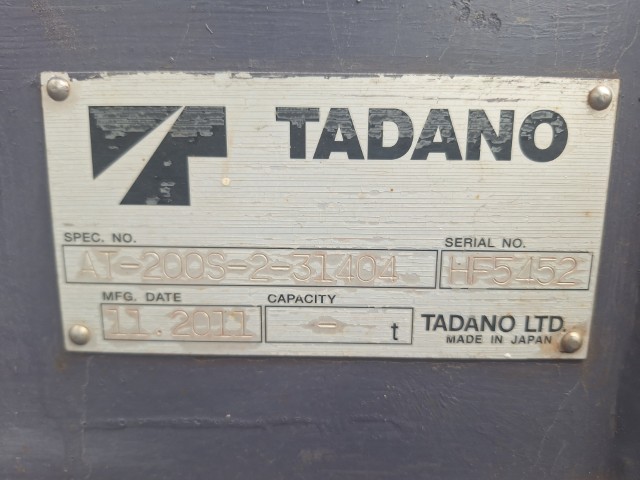 TADANO
SPEC. NO.
AT-200S-2-31404
SERIAL NO.
HF5452
MFG. DATE
11.2011
CAPACITY
- t
TADANO LTD.
MADE IN JAPAN